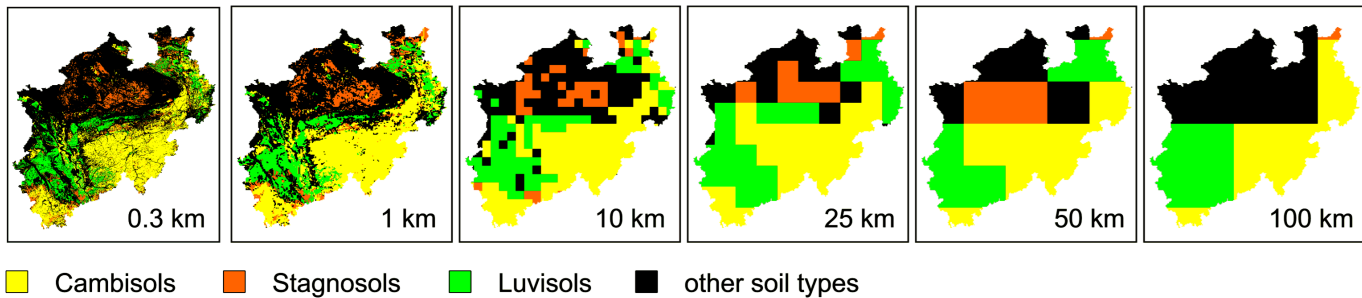 0.3 km
1 km
10 km
25 km
50 km
100 km
Cambisols
Stagnosols
Luvisols
other soil types